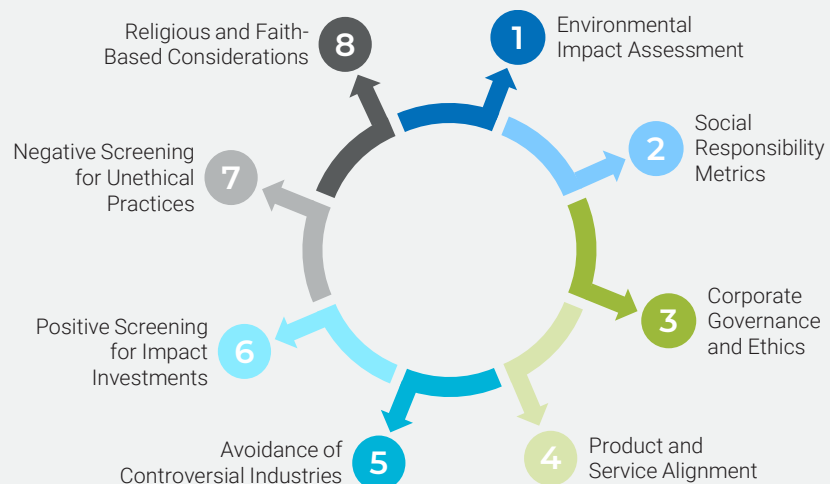 1
Environmental
Impact Assessment
2
Social
Responsibility
Metrics
3
Corporate
Governance
and Ethics
4
Product and
Service Alignment
5
Avoidance of
Controversial Industries
6
Positive Screening
for Impact
Investments
7
Negative Screening
for Unethical
Practices
8
Religious and Faith-
Based Considerations